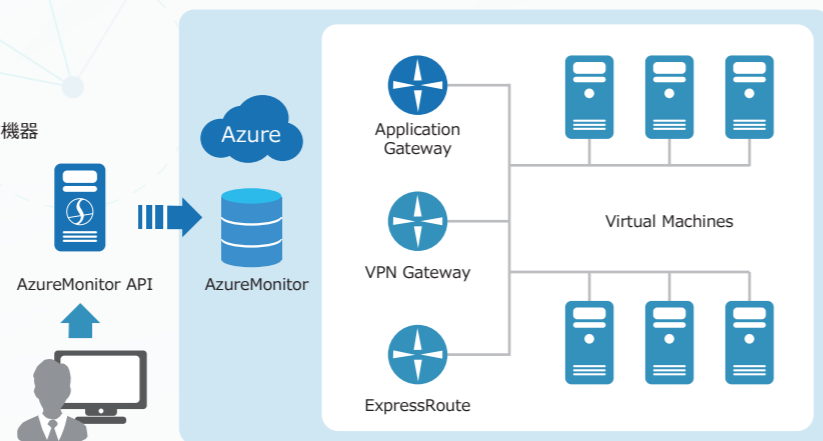 機器
Azure
Application
Gateway
Virtual Machines
VPN Gateway
AzureMonitor API
AzureMonitor
ExpressRoute